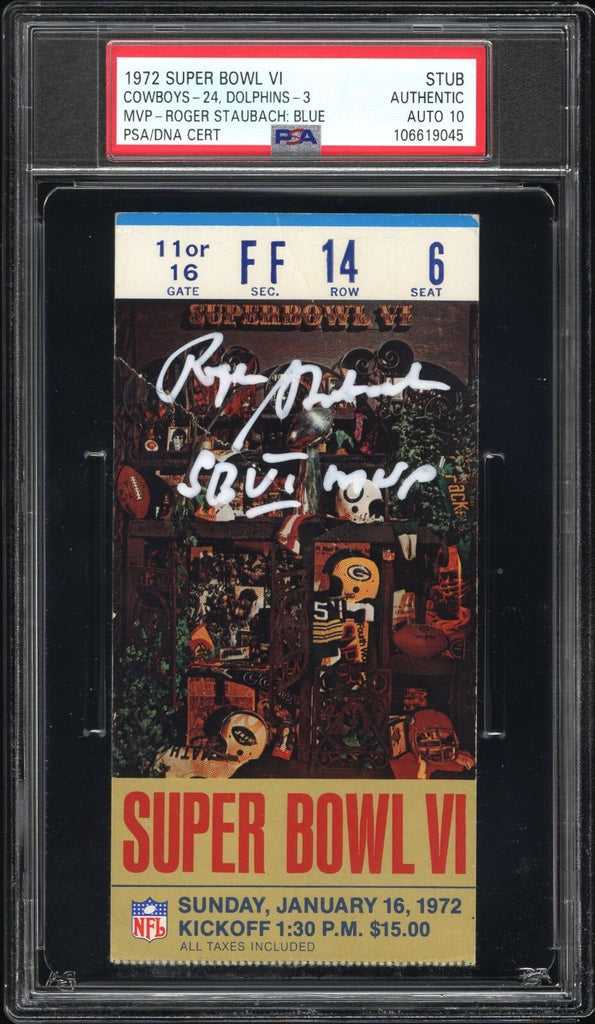 1972 SUPER BOWL VI STUB
COWBOYS - 24, DOLPHINS - 3 AUTHENTIC
MVP - ROGER STAUBACH: BLUE AUTO 10
PSA/DNA CERT PSA 106619045
11 or 16 FF 14 6
GATE SEC. ROW SEAT
SUPERBOWL VI
Roger Staubach
SB VI MVP
SUPER BOWL VI
NFL
SUNDAY, JANUARY 16, 1972
KICKOFF 1:30 P.M. $15.00
ALL TAXES INCLUDED